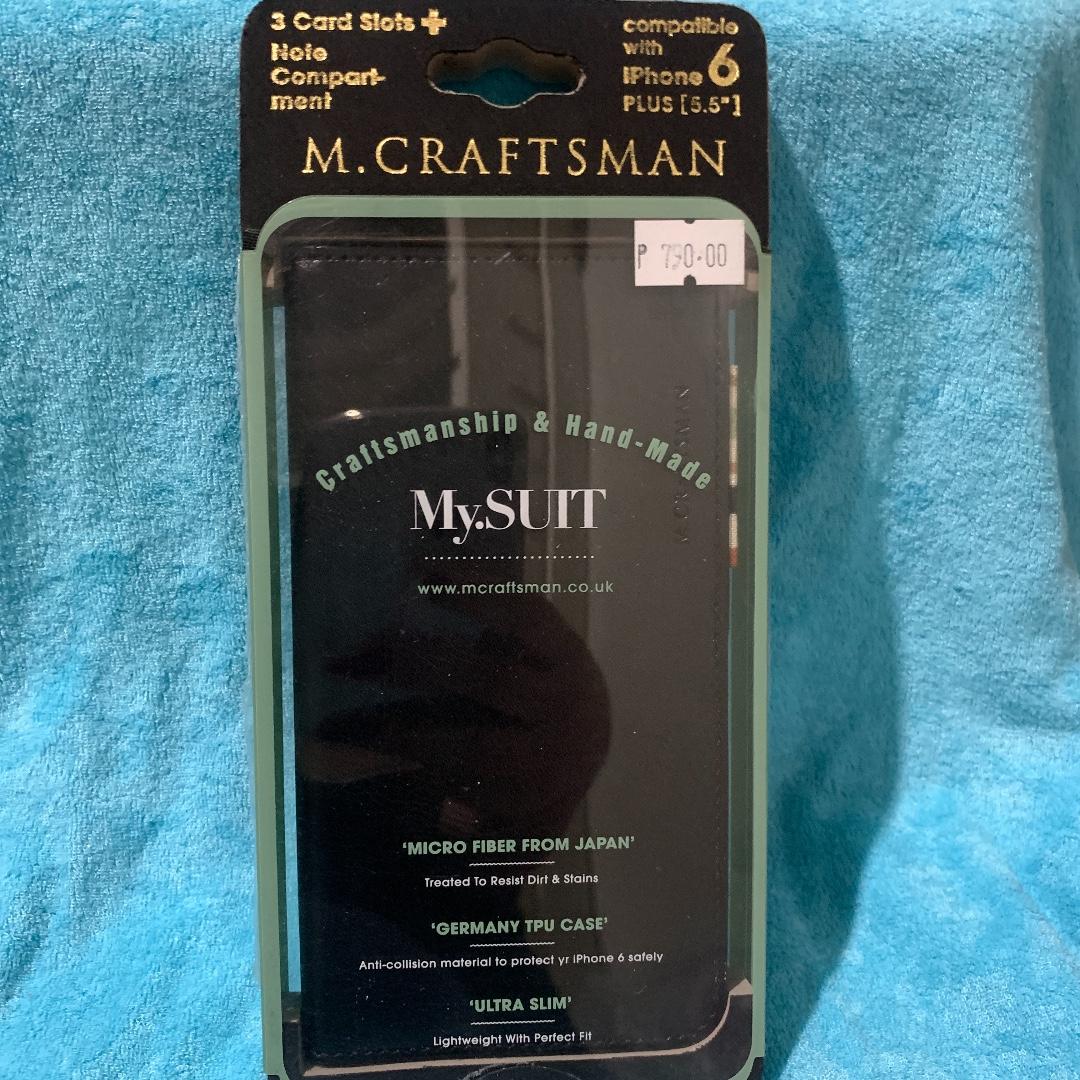 3 Card Slots +
Note
Compart-
ment
compatible
with
iPhone 6
PLUS [5.5"]
M.CRAFTSMAN
₱ 790.00
Craftsmanship & Hand-Made
My.SUIT
www.mcraftsman.co.uk
'MICRO FIBER FROM JAPAN'
Treated To Resist Dirt & Stains
'GERMANY TPU CASE'
Anti-collision material to protect yr iPhone 6 safely
'ULTRA SLIM'
Lightweight With Perfect Fit